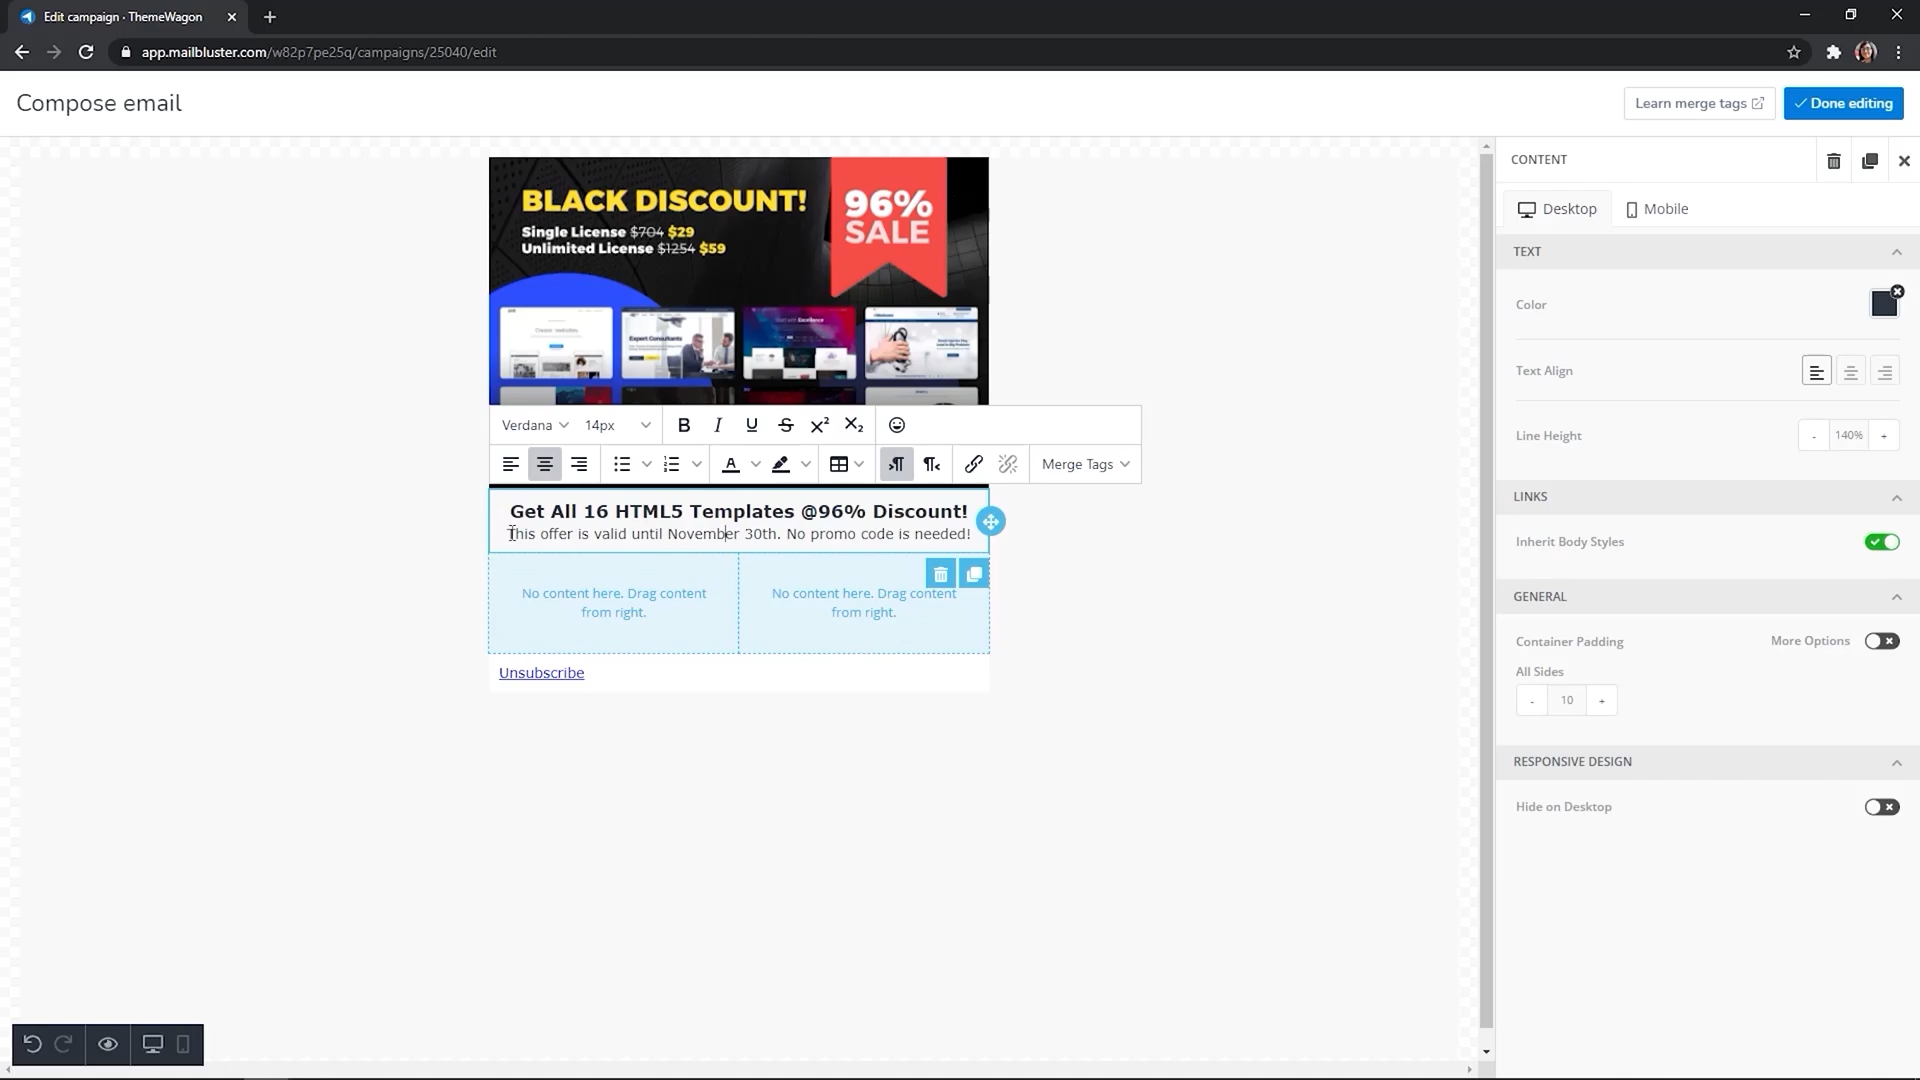 Edit campaign · ThemeWagon
app.mailbluster.com/w82p7pe25q/campaigns/25040/edit
Compose email
Learn merge tags
Done editing
BLACK DISCOUNT!
Single License $704 $29
Unlimited License $1254 $59
96%
SALE
Expert Consultants
Verdana
14px
Merge Tags
Get All 16 HTML5 Templates @96% Discount!
This offer is valid until November 30th. No promo code is needed!
No content here. Drag content
from right.
No content here. Drag content
from right.
Unsubscribe
CONTENT
Desktop
Mobile
TEXT
Color
Text Align
Line Height
- 140% +
LINKS
Inherit Body Styles
GENERAL
Container Padding
More Options
All Sides
- 10 +
RESPONSIVE DESIGN
Hide on Desktop